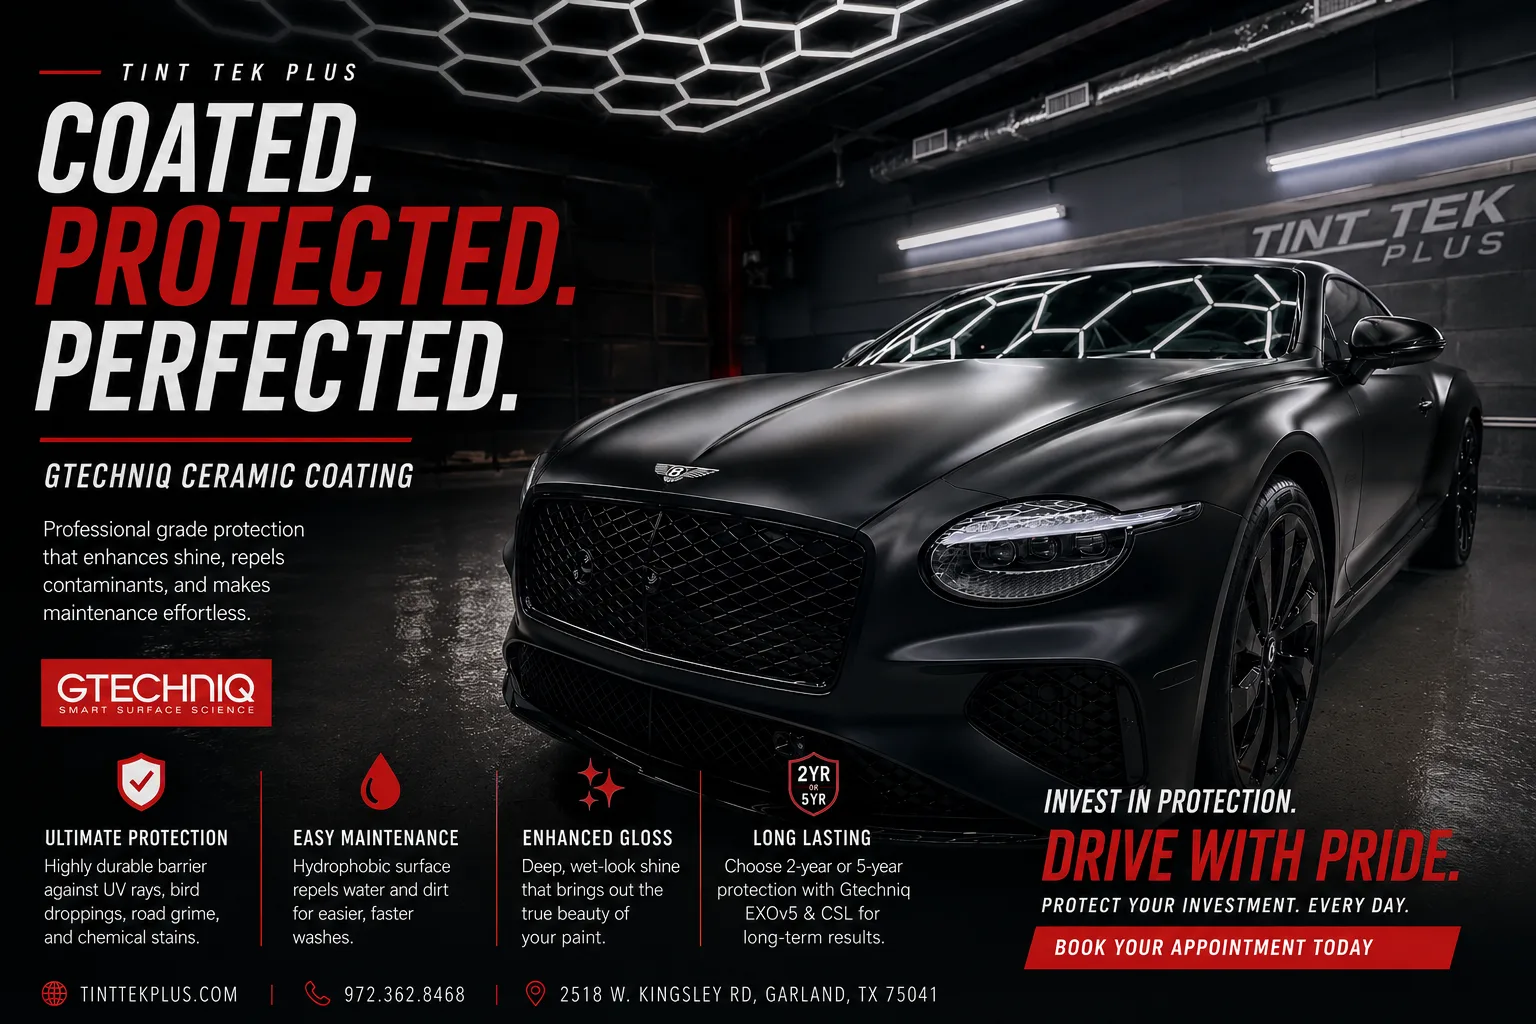 TINT TEK PLUS
COATED.
PROTECTED.
PERFECTED.
GTECHNIQ CERAMIC COATING
Professional grade protection
that enhances shine, repels
contaminants, and makes
maintenance effortless.
GTECHNIQ
SMART SURFACE SCIENCE
TINT TEK
PLUS
B
ULTIMATE PROTECTION
Highly durable barrier
against UV rays, bird
droppings, road grime,
and chemical stains.
EASY MAINTENANCE
Hydrophobic surface
repels water and dirt
for easier, faster
washes.
ENHANCED GLOSS
Deep, wet-look shine
that brings out the
true beauty of
your paint.
2YR
OR
5YR
LONG LASTING
Choose 2-year or 5-year
protection with Gtechniq
EXOv5 & CSL for
long-term results.
INVEST IN PROTECTION.
DRIVE WITH PRIDE.
PROTECT YOUR INVESTMENT. EVERY DAY.
BOOK YOUR APPOINTMENT TODAY
TINTTEKPLUS.COM
972.362.8468
2518 W. KINGSLEY RD, GARLAND, TX 75041